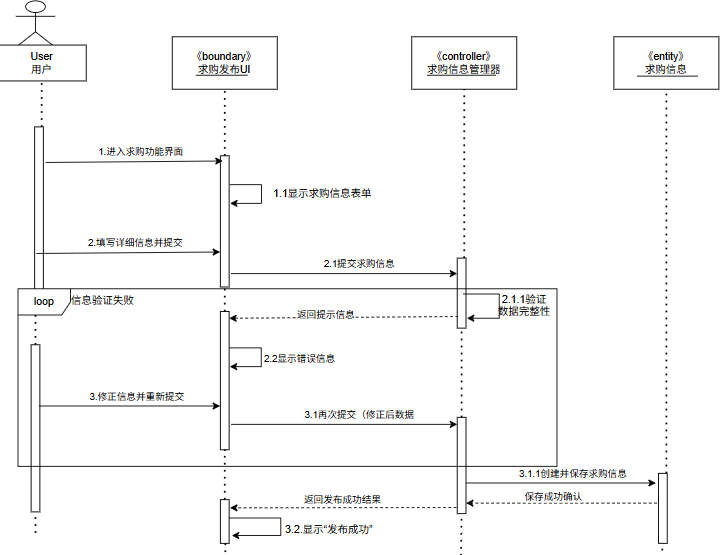 User
用户
《boundary》
求购发布UI
《controller》
求购信息管理器
《entity》
求购信息
1.进入求购功能界面
1.1显示求购信息表单
2.填写详细信息并提交
2.1提交求购信息
loop
信息验证失败
2.1.1验证
数据完整性
返回提示信息
2.2显示错误信息
3.修正信息并重新提交
3.1再次提交（修正后数据
3.1.1创建并保存求购信息
保存成功确认
返回发布成功结果
3.2.显示“发布成功”